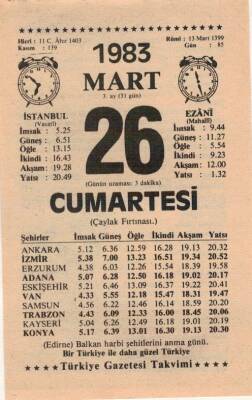 Hicrî : 11 C. Âhır 1403
Kasım : 139
1983
Rûmî : 13 Mart 1399
Gün : 85
MART
3. ay (31 gün)
İSTANBUL
(Vasatî)
İmsak : 5.25
Güneş : 6.51
Öğle : 13.15
İkindi : 16.43
Akşam : 19.28
Yatsı : 20.49
26
(Günün uzaması: 3 dakika)
EZANÎ
(Mahallî)
İmsak : 9.44
Güneş : 11.27
Öğle : 5.54
İkindi : 9.23
Akşam : 12.00
Yatsı : 1.32
CUMARTESİ
(Çaylak Fırtınası.)
Şehirler İmsak Güneş Öğle İkindi Akşam Yatsı
ANKARA 5.12 6.36 12.59 16.28 19.13 20.32
İZMİR 5.38 7.00 13.23 16.51 19.34 20.52
ERZURUM 4.38 6.03 12.26 15.54 18.39 19.58
ADANA 5.07 6.28 12.50 16.18 19.02 20.17
ESKİŞEHİR 5.21 6.46 13.09 16.37 19.22 20.41
VAN 4.33 5.55 12.18 15.47 18.31 19.47
SAMSUN 4.56 6.22 12.46 16.14 18.59 20.20
TRABZON 4.43 6.09 12.33 16.00 18.45 20.06
KAYSERİ 5.04 6.26 12.49 16.18 19.01 20.19
KONYA 5.17 6.39 13.01 16.30 19.13 20.30
(Edirne) Balkan harbi şehitlerini anma günü.
Bir Türkiye ile daha güzel Türkiye
★★★★ Türkiye Gazetesi Takvimi ★★★★